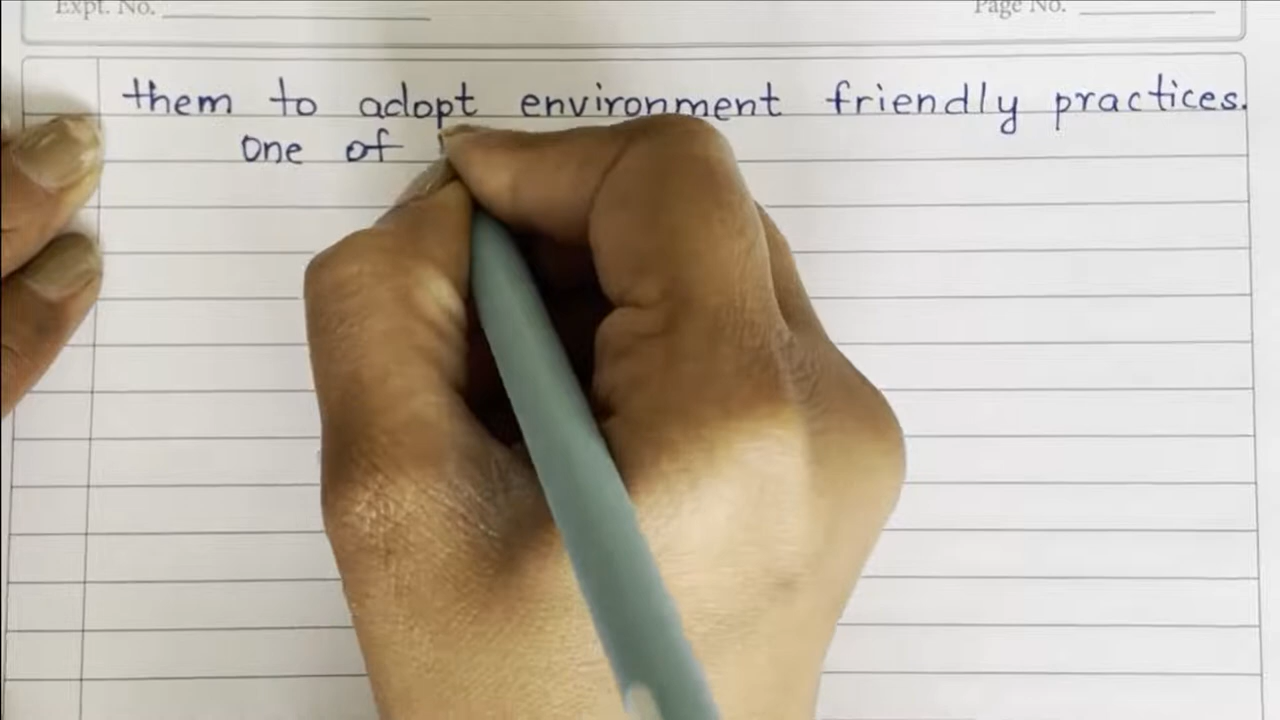 Expt. No.
Page No.
them to adopt environment friendly practices.
One of